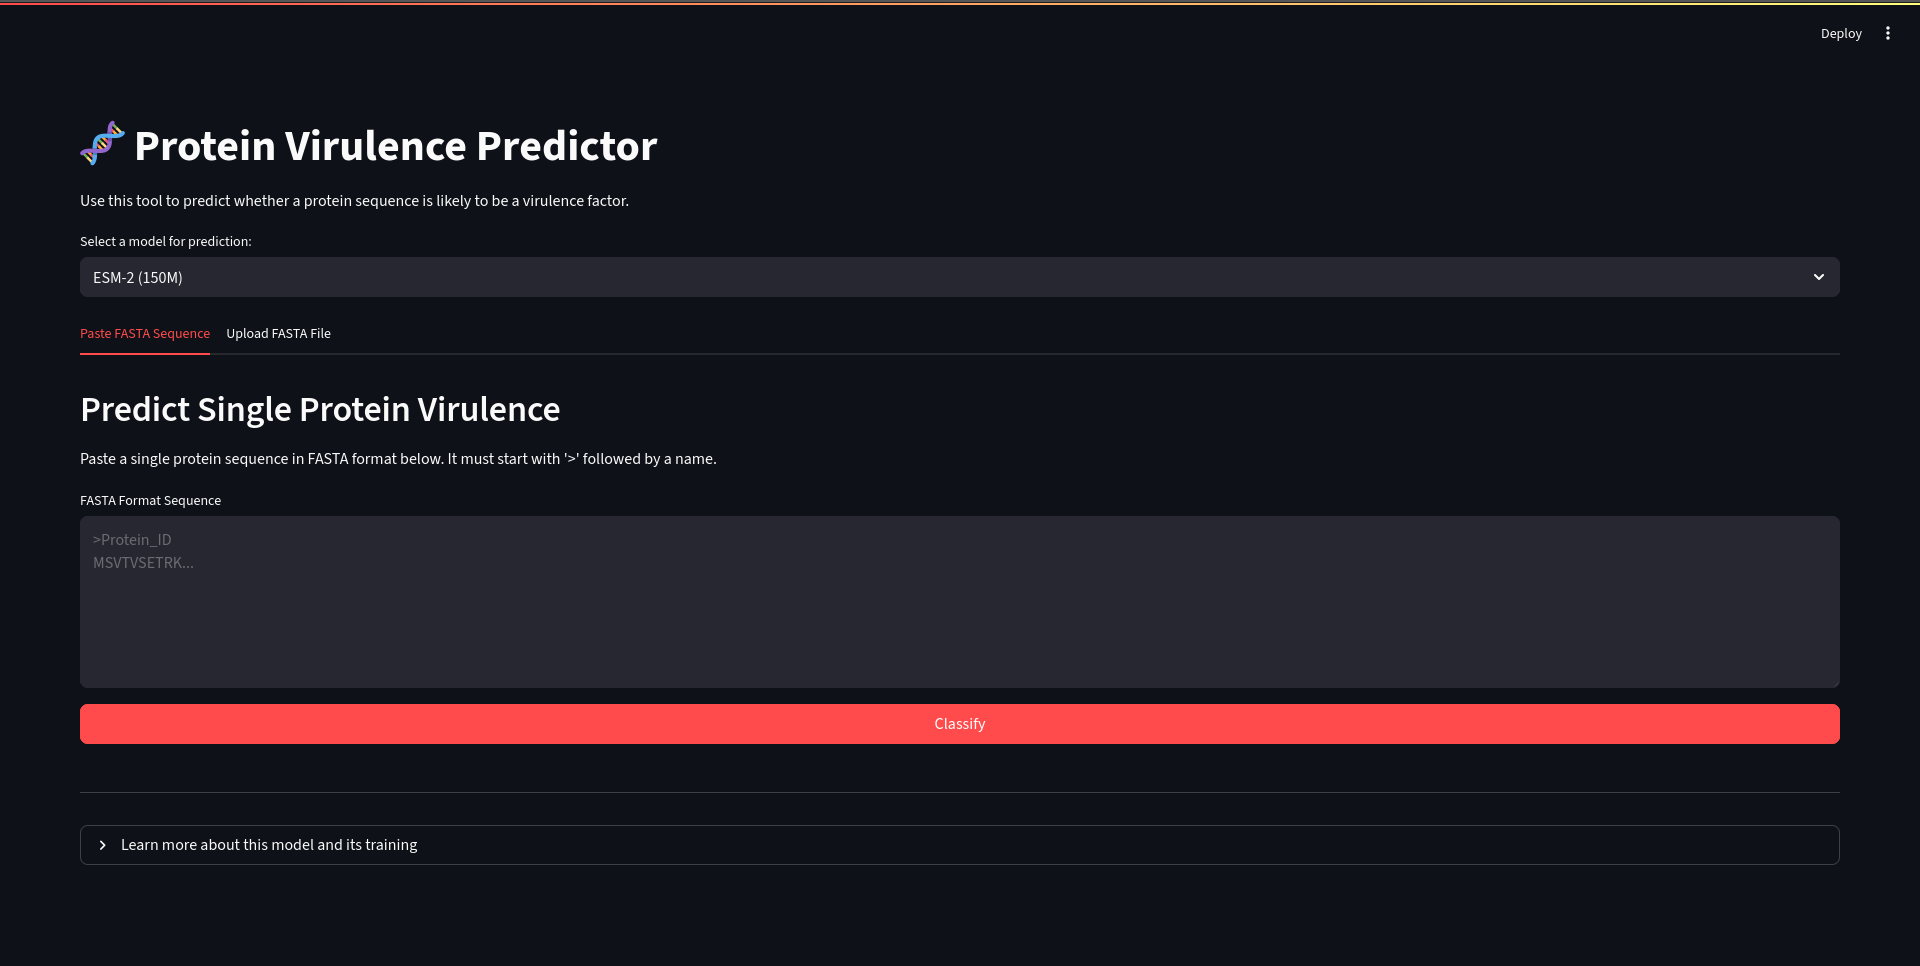 Deploy
Protein Virulence Predictor
Use this tool to predict whether a protein sequence is likely to be a virulence factor.
Select a model for prediction:
ESM-2 (150M)
Paste FASTA Sequence Upload FASTA File
Predict Single Protein Virulence
Paste a single protein sequence in FASTA format below. It must start with '>' followed by a name.
FASTA Format Sequence
>Protein_ID
MSVTVSETRK...
Classify
Learn more about this model and its training